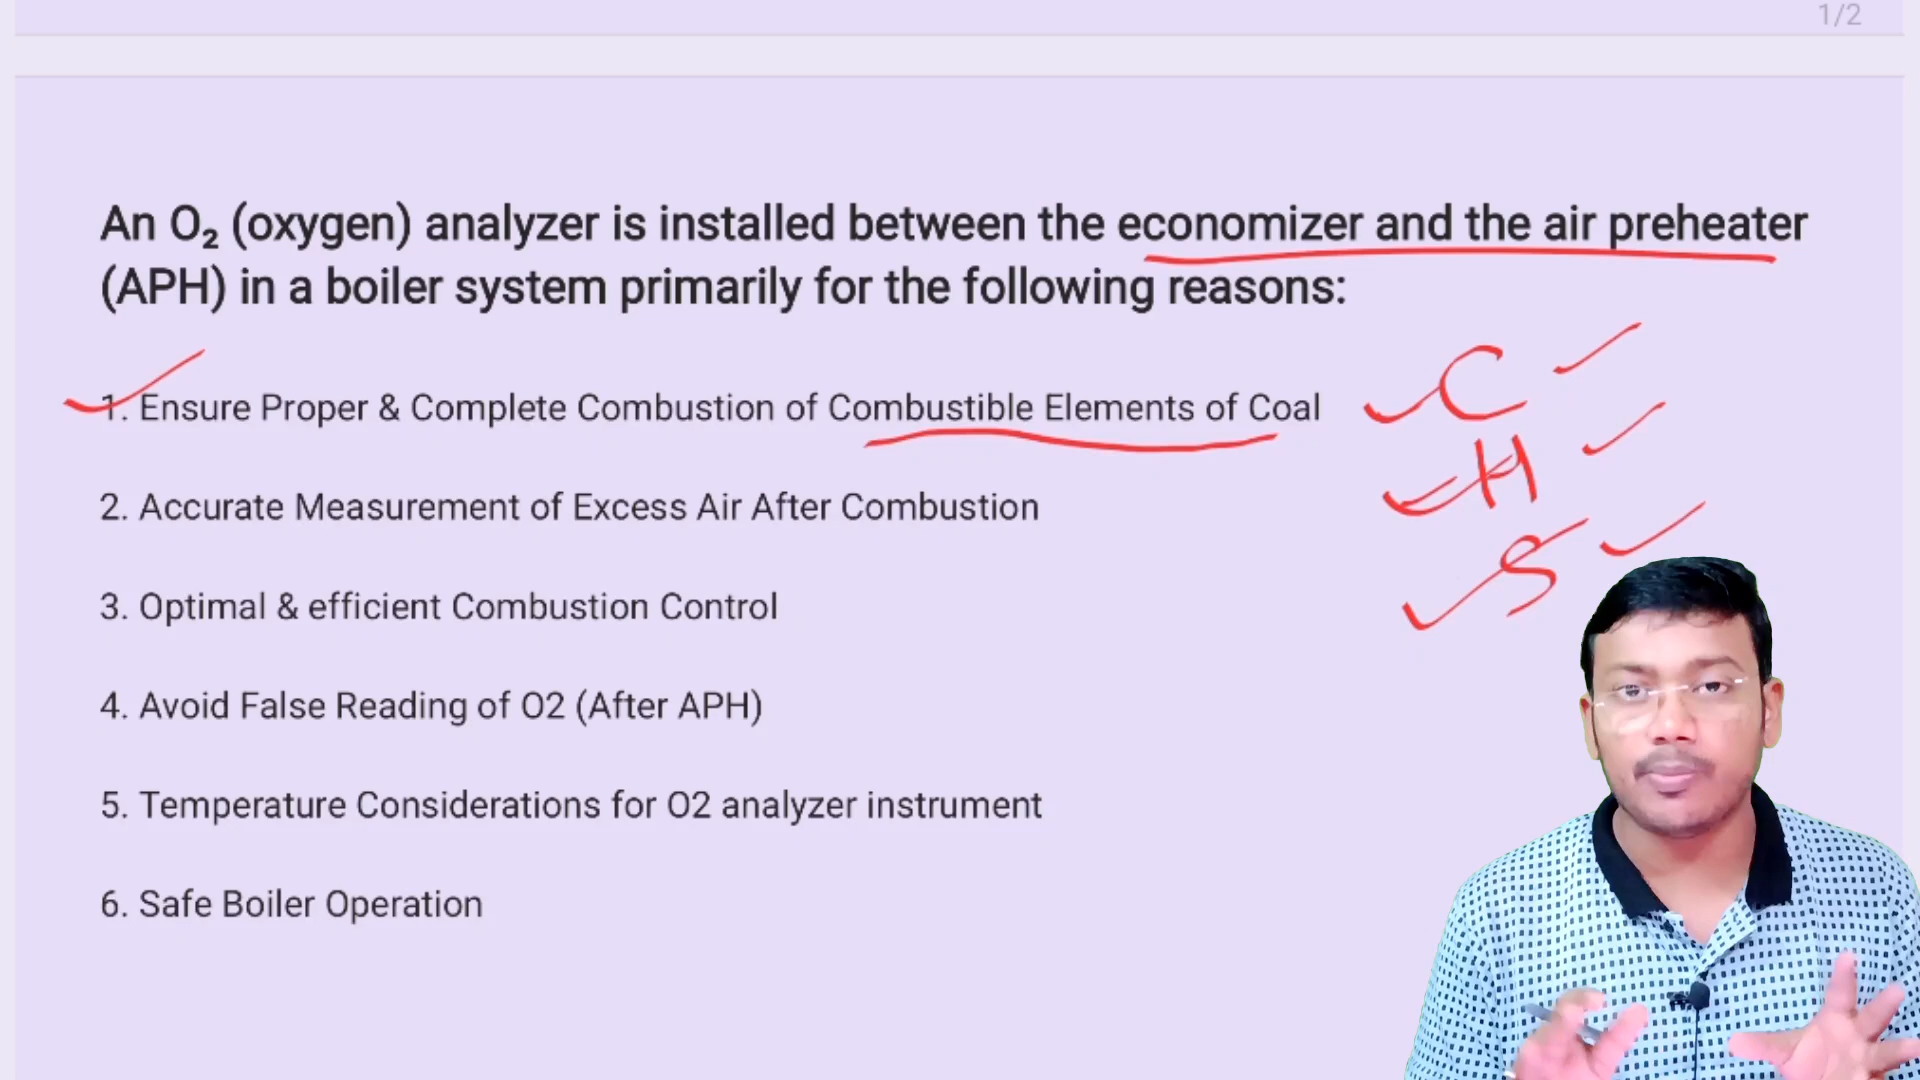 1/2
An O₂ (oxygen) analyzer is installed between the economizer and the air preheater
(APH) in a boiler system primarily for the following reasons:
1. Ensure Proper & Complete Combustion of Combustible Elements of Coal
C
H
2. Accurate Measurement of Excess Air After Combustion
S
3. Optimal & efficient Combustion Control
4. Avoid False Reading of O2 (After APH)
5. Temperature Considerations for O2 analyzer instrument
6. Safe Boiler Operation